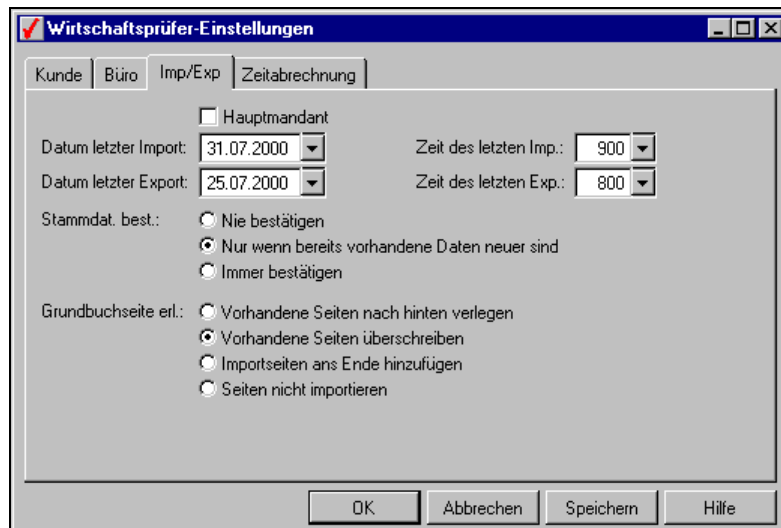 Wirtschaftsprüfer-Einstellungen
Kunde Büro Imp/Exp Zeitabrechnung
Hauptmandant
Datum letzter Import: 31.07.2000 Zeit des letzten Imp.: 900
Datum letzter Export: 25.07.2000 Zeit des letzten Exp.: 800
Stammdat. best.: Nie bestätigen
Nur wenn bereits vorhandene Daten neuer sind
Immer bestätigen
Grundbuchseite erl.: Vorhandene Seiten nach hinten verlegen
Vorhandene Seiten überschreiben
Importseiten ans Ende hinzufügen
Seiten nicht importieren
OK Abbrechen Speichern Hilfe